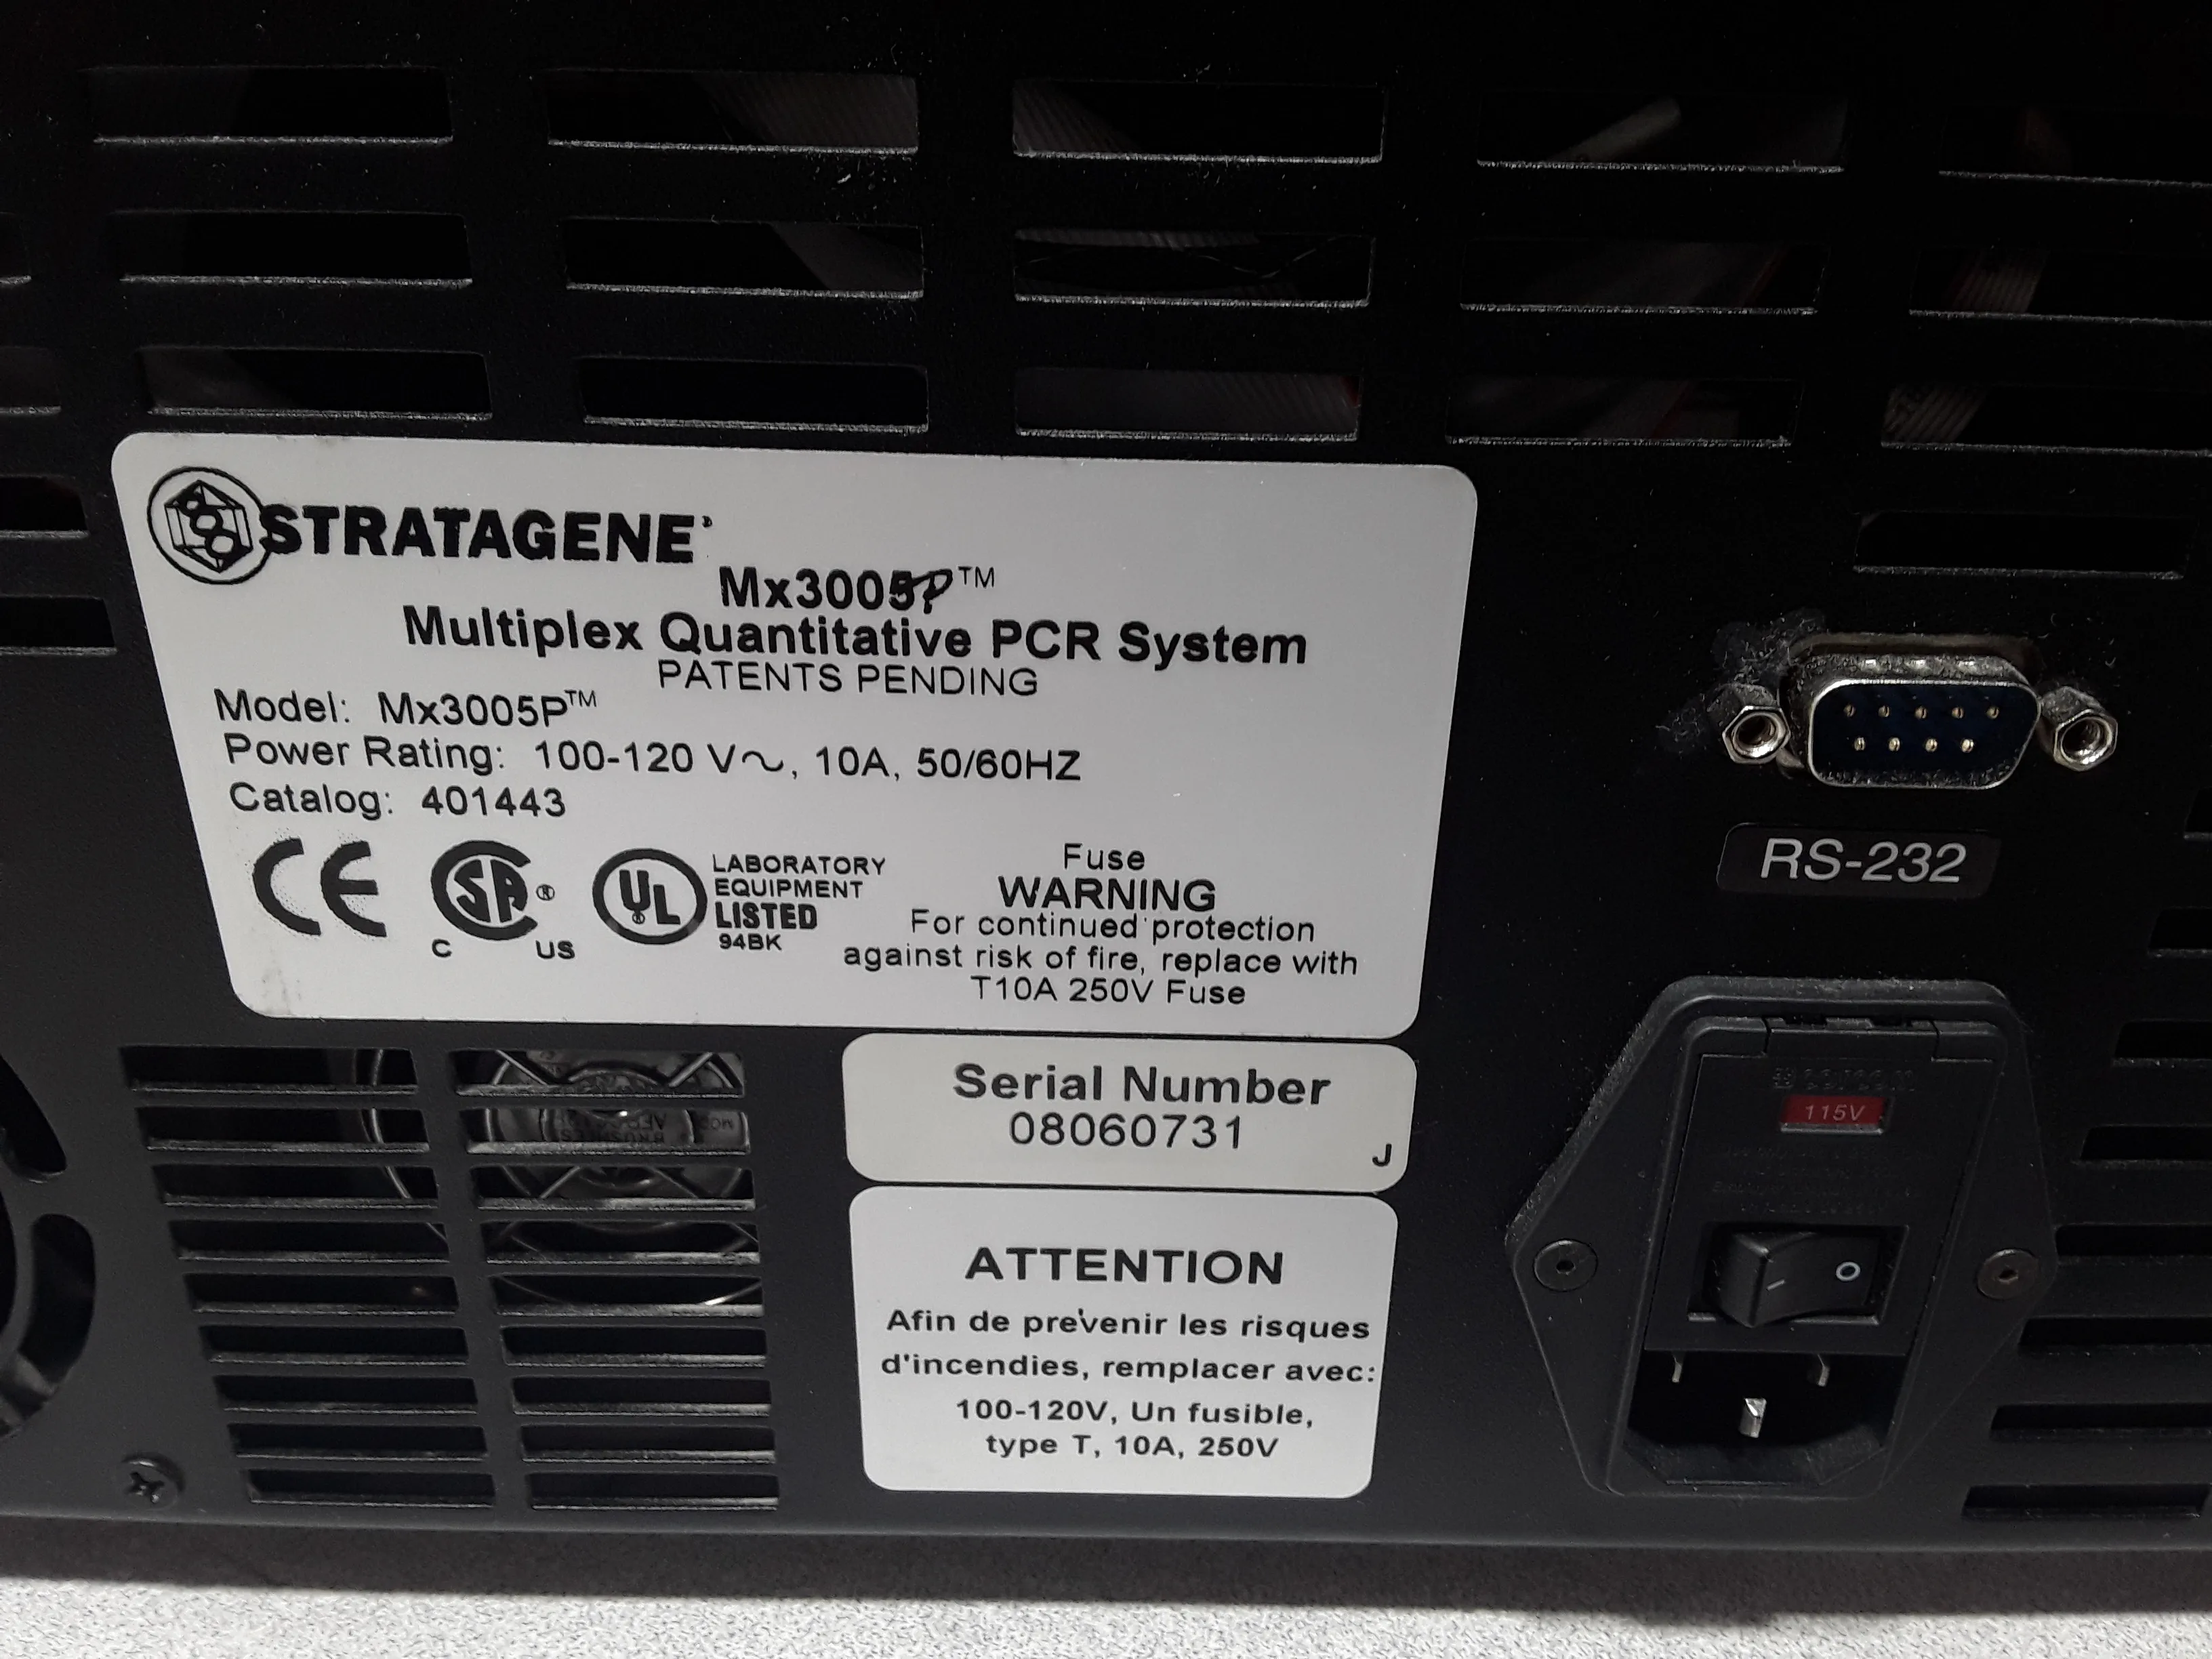 STRATAGENE
Mx3005P™
Multiplex Quantitative PCR System
PATENTS PENDING
Model: Mx3005P™
Power Rating: 100-120 V~, 10A, 50/60HZ
Catalog: 401443
CE
C SA ® US
UL
LABORATORY
EQUIPMENT
LISTED
94BK
Fuse
WARNING
For continued protection
against risk of fire, replace with
T10A 250V Fuse
Serial Number
08060731
J
ATTENTION
Afin de prévenir les risques
d'incendies, remplacer avec:
100-120V, Un fusible,
type T, 10A, 250V
RS-232
115V